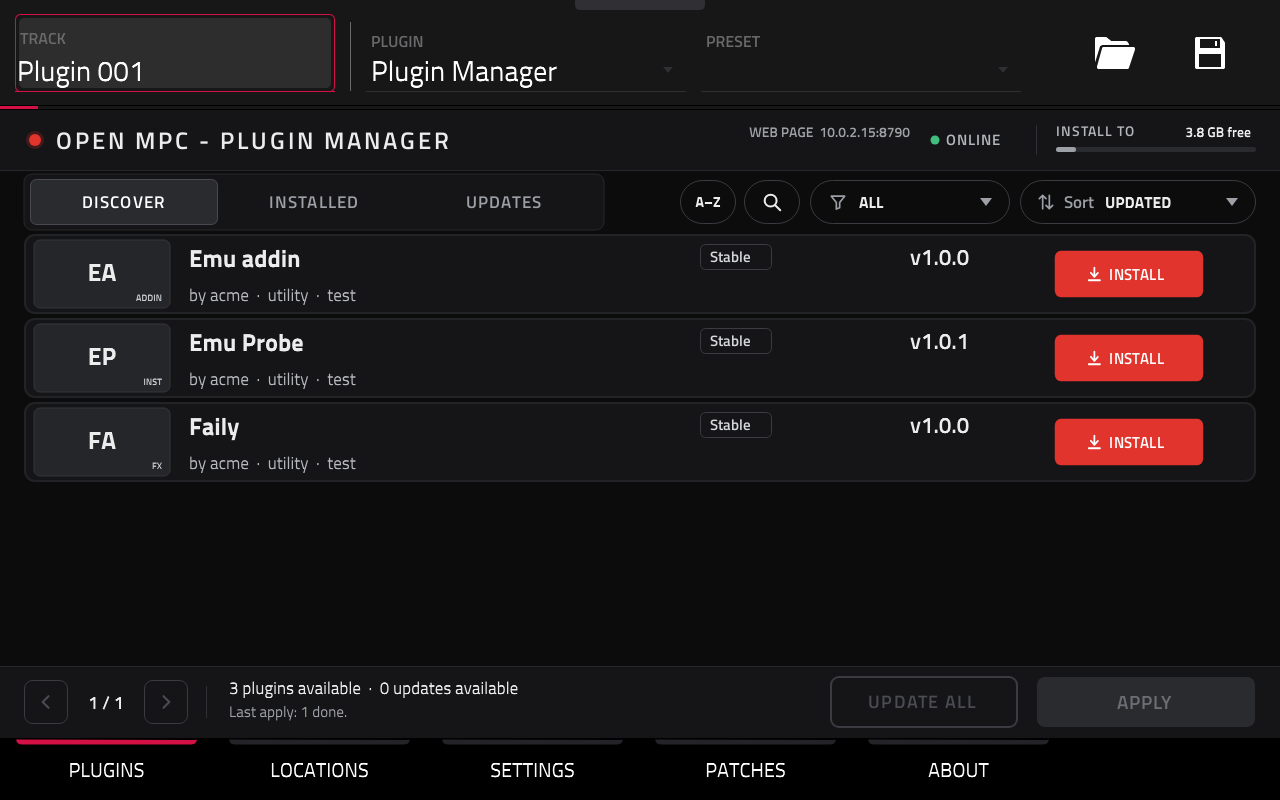 TRACK
Plugin 001
PLUGIN
Plugin Manager
PRESET
OPEN MPC - PLUGIN MANAGER
WEB PAGE 10.0.2.15:8790
ONLINE
INSTALL TO
3.8 GB free
DISCOVER
INSTALLED
UPDATES
A–Z
ALL
Sort UPDATED
EA
ADDIN
Emu addin
by acme · utility · test
Stable
v1.0.0
INSTALL
EP
INST
Emu Probe
by acme · utility · test
Stable
v1.0.1
INSTALL
FA
FX
Faily
by acme · utility · test
Stable
v1.0.0
INSTALL
1 / 1
3 plugins available · 0 updates available
Last apply: 1 done.
UPDATE ALL
APPLY
PLUGINS
LOCATIONS
SETTINGS
PATCHES
ABOUT